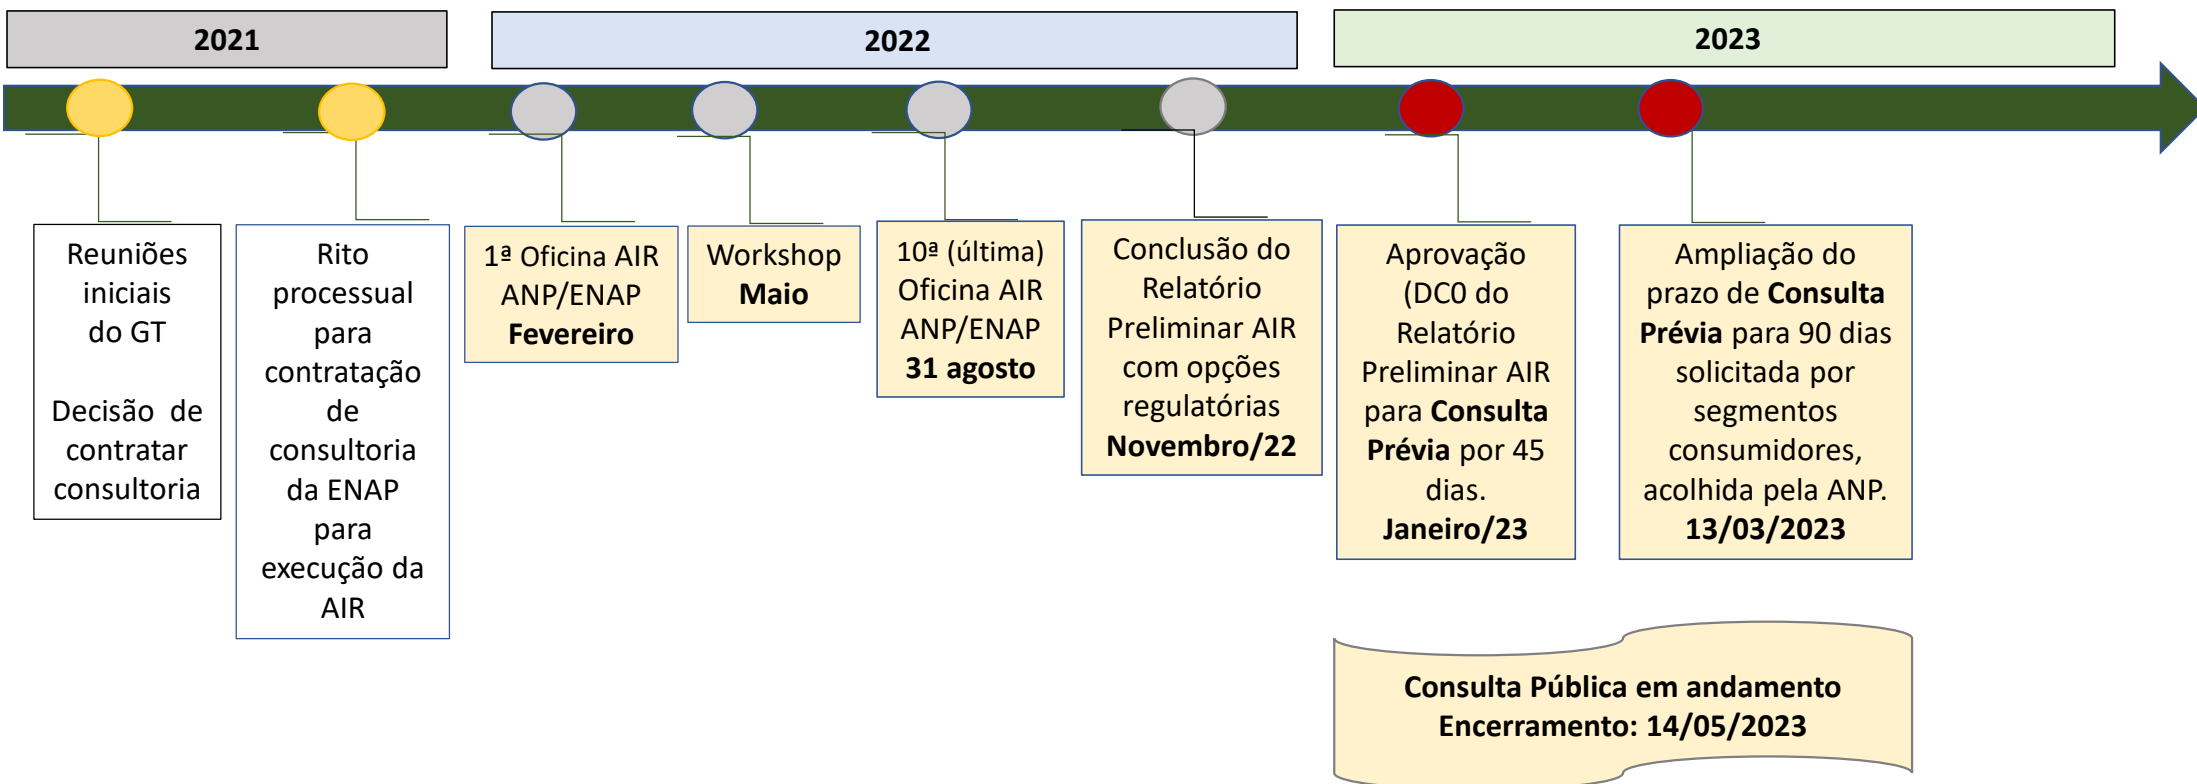 2021
2022
2023
Reuniões
iniciais
do GT
Decisão de
contratar
consultoria
Rito
processual
para
contratação
de
consultoria
da ENAP
para
execução da
AIR
1ª Oficina AIR
ANP/ENAP
Fevereiro
Workshop
Maio
10ª (última)
Oficina AIR
ANP/ENAP
31 agosto
Conclusão do
Relatório
Preliminar AIR
com opções
regulatórias
Novembro/22
Aprovação
(DC0 do
Relatório
Preliminar AIR
para Consulta
Prévia por 45
dias.
Janeiro/23
Ampliação do
prazo de Consulta
Prévia para 90 dias
solicitada por
segmentos
consumidores,
acolhida pela ANP.
13/03/2023
Consulta Pública em andamento
Encerramento: 14/05/2023